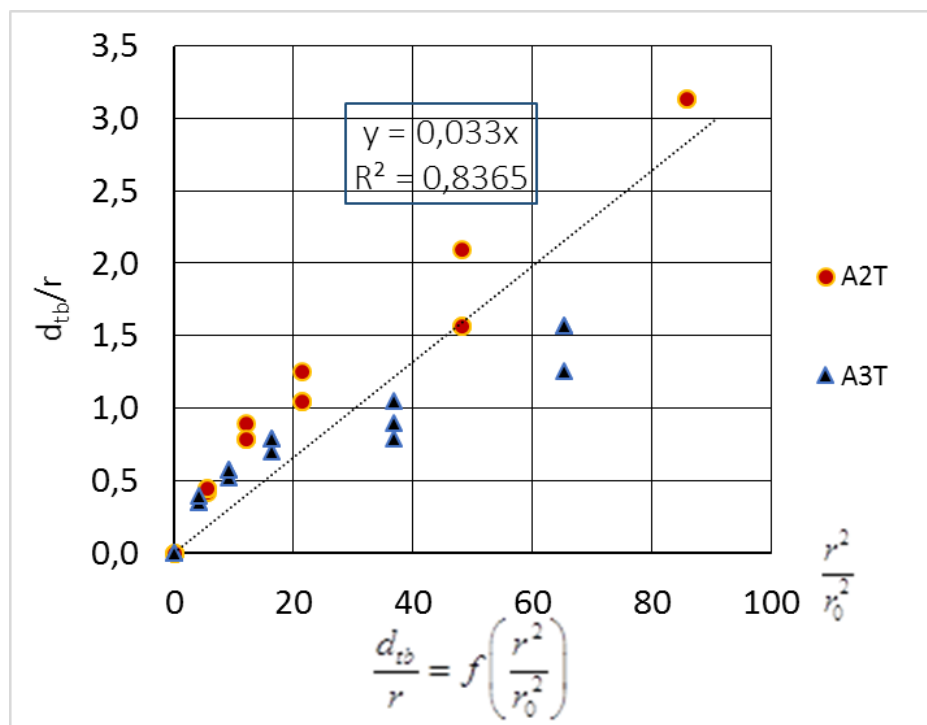 3,5
3,0
2,5
2,0
1,5
1,0
0,5
0,0
d_tb/r
y = 0,033x
R² = 0,8365
A2T
A3T
0 20 40 60 80 100
r²/r₀²
d_tb/r = f(r²/r₀²)